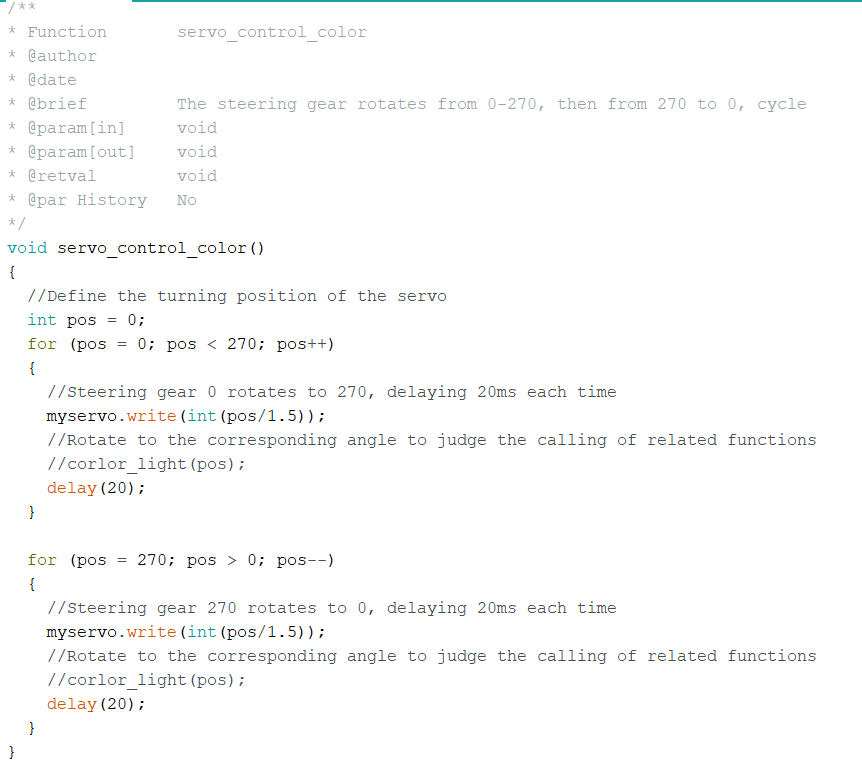 /**
* Function       servo_control_color
* @author
* @date
* @brief         The steering gear rotates from 0-270, then from 270 to 0, cycle
* @param[in]     void
* @param[out]    void
* @retval        void
* @par History   No
*/
void servo_control_color()
{
  //Define the turning position of the servo
  int pos = 0;
  for (pos = 0; pos < 270; pos++)
  {
    //Steering gear 0 rotates to 270, delaying 20ms each time
    myservo.write(int(pos/1.5));
    //Rotate to the corresponding angle to judge the calling of related functions
    //corlor_light(pos);
    delay(20);
  }

  for (pos = 270; pos > 0; pos--)
  {
    //Steering gear 270 rotates to 0, delaying 20ms each time
    myservo.write(int(pos/1.5));
    //Rotate to the corresponding angle to judge the calling of related functions
    //corlor_light(pos);
    delay(20);
  }
}